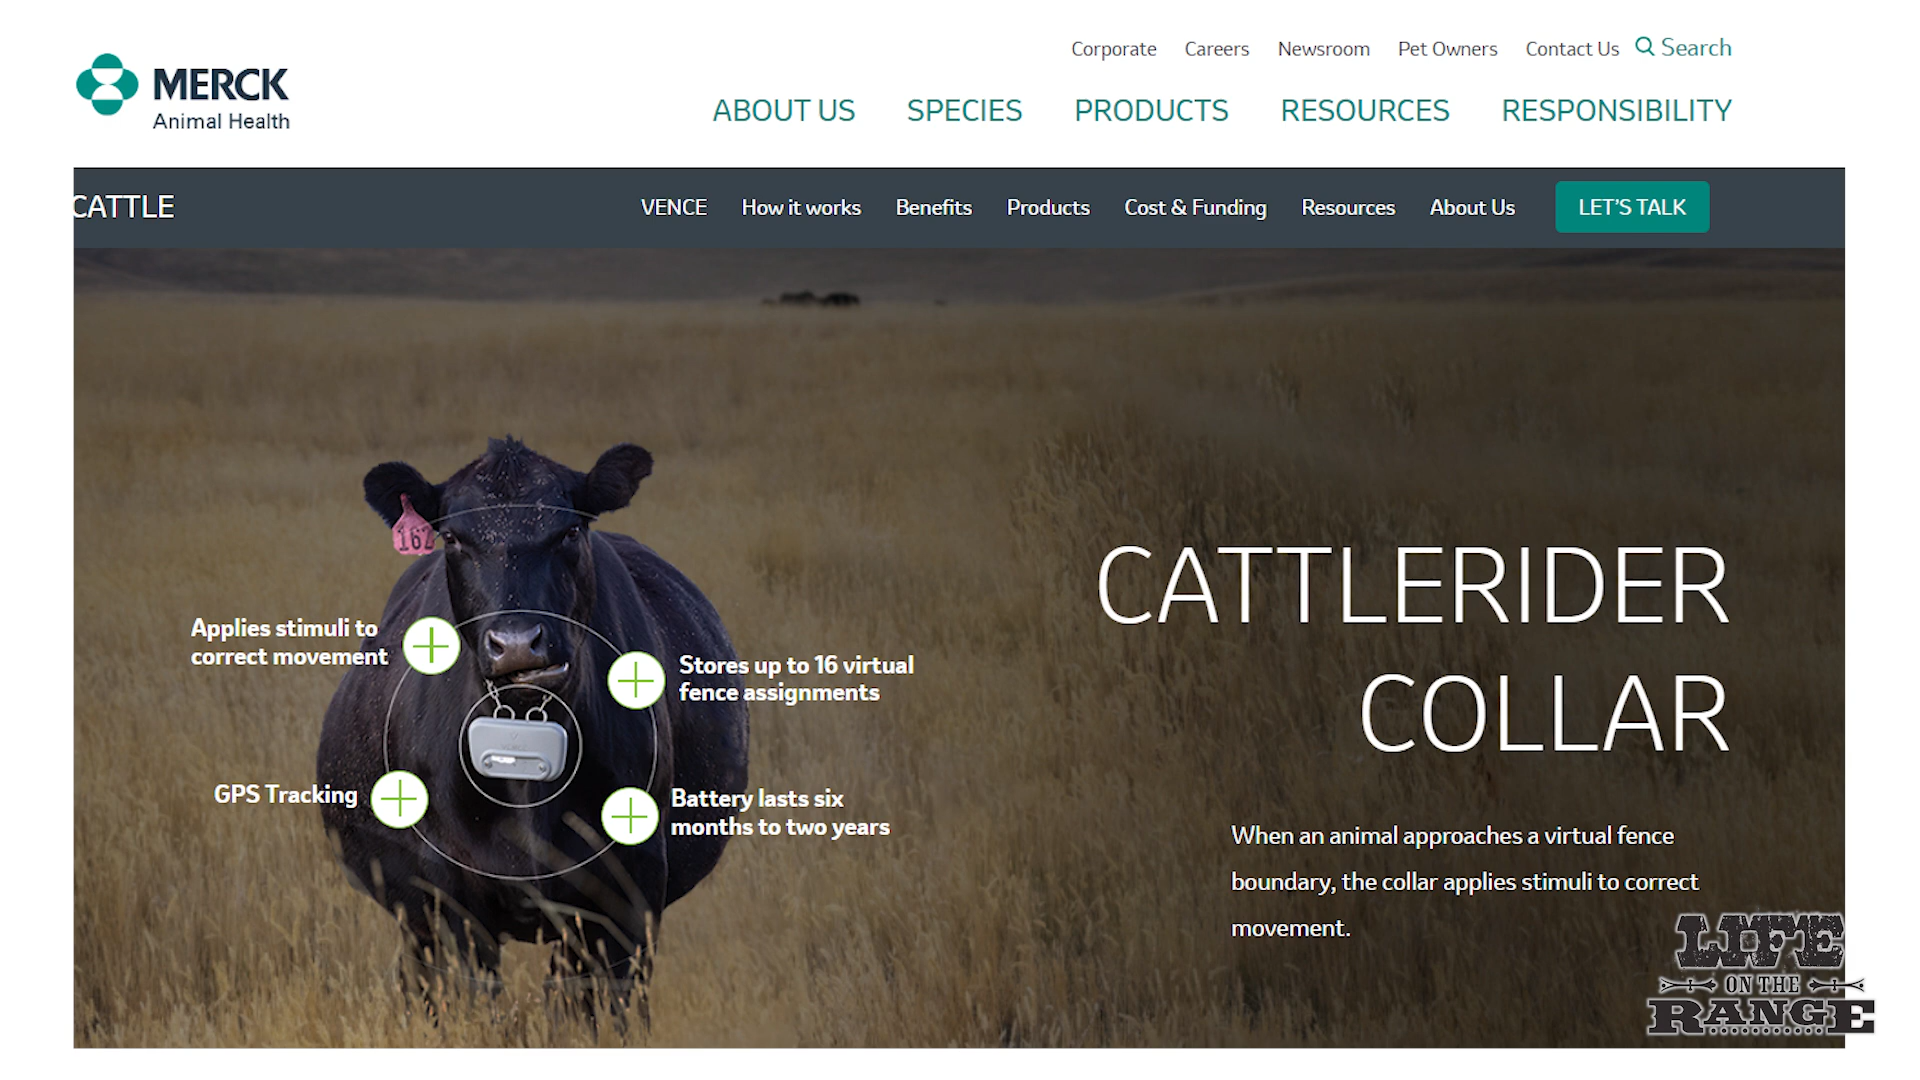 MERCK
Animal Health
Corporate Careers Newsroom Pet Owners Contact Us Search
ABOUT US SPECIES PRODUCTS RESOURCES RESPONSIBILITY
CATTLE
VENCE How it works Benefits Products Cost & Funding Resources About Us LET'S TALK
162
Applies stimuli to
correct movement
Stores up to 16 virtual
fence assignments
VENCE
GPS Tracking
Battery lasts six
months to two years
CATTLERIDER
COLLAR
When an animal approaches a virtual fence
boundary, the collar applies stimuli to correct
movement.
LIFE
ON THE
RANGE